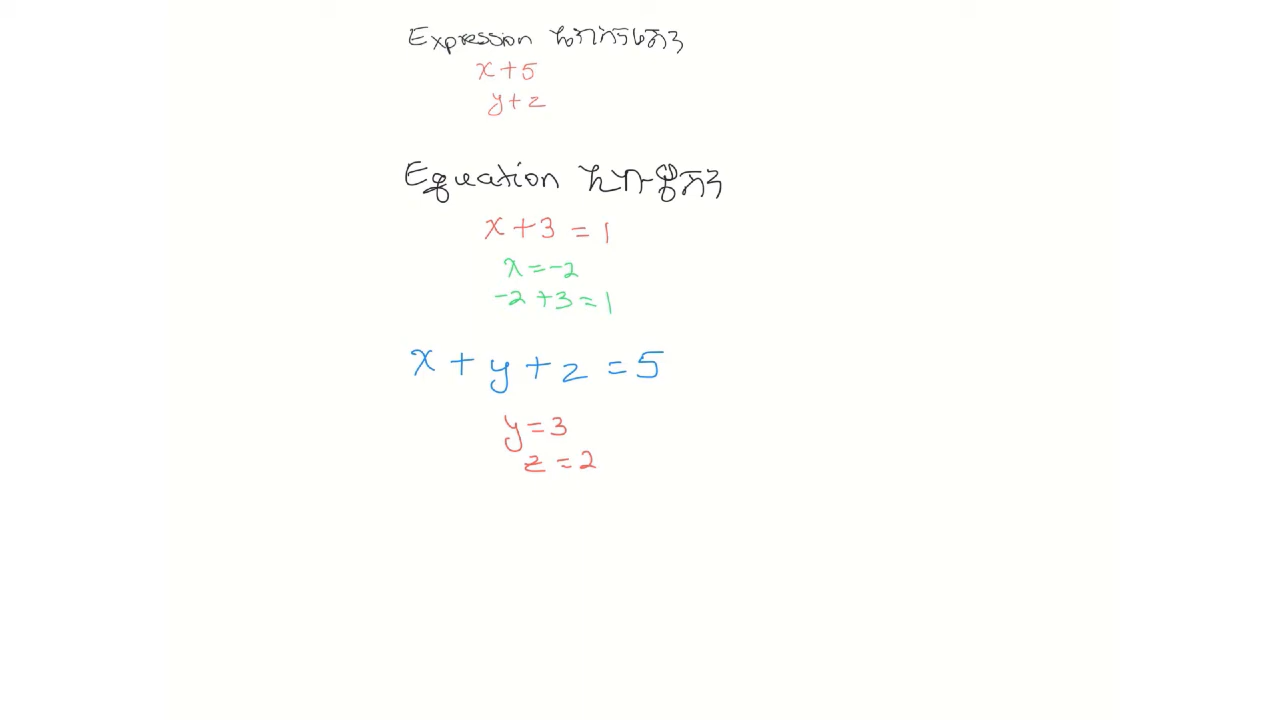 Expression
x + 5
y + z
Equation
x + 3 = 1
x = -2
-2 + 3 = 1
x + y + z = 5
y = 3
z = 2